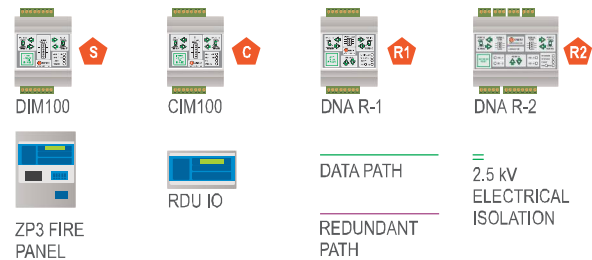 S
C
R1
R2
DIM100
CIM100
DNA R-1
DNA R-2
ZP3 FIRE
PANEL
RDU IO
DATA PATH
REDUNDANT
PATH
2.5 kV
ELECTRICAL
ISOLATION